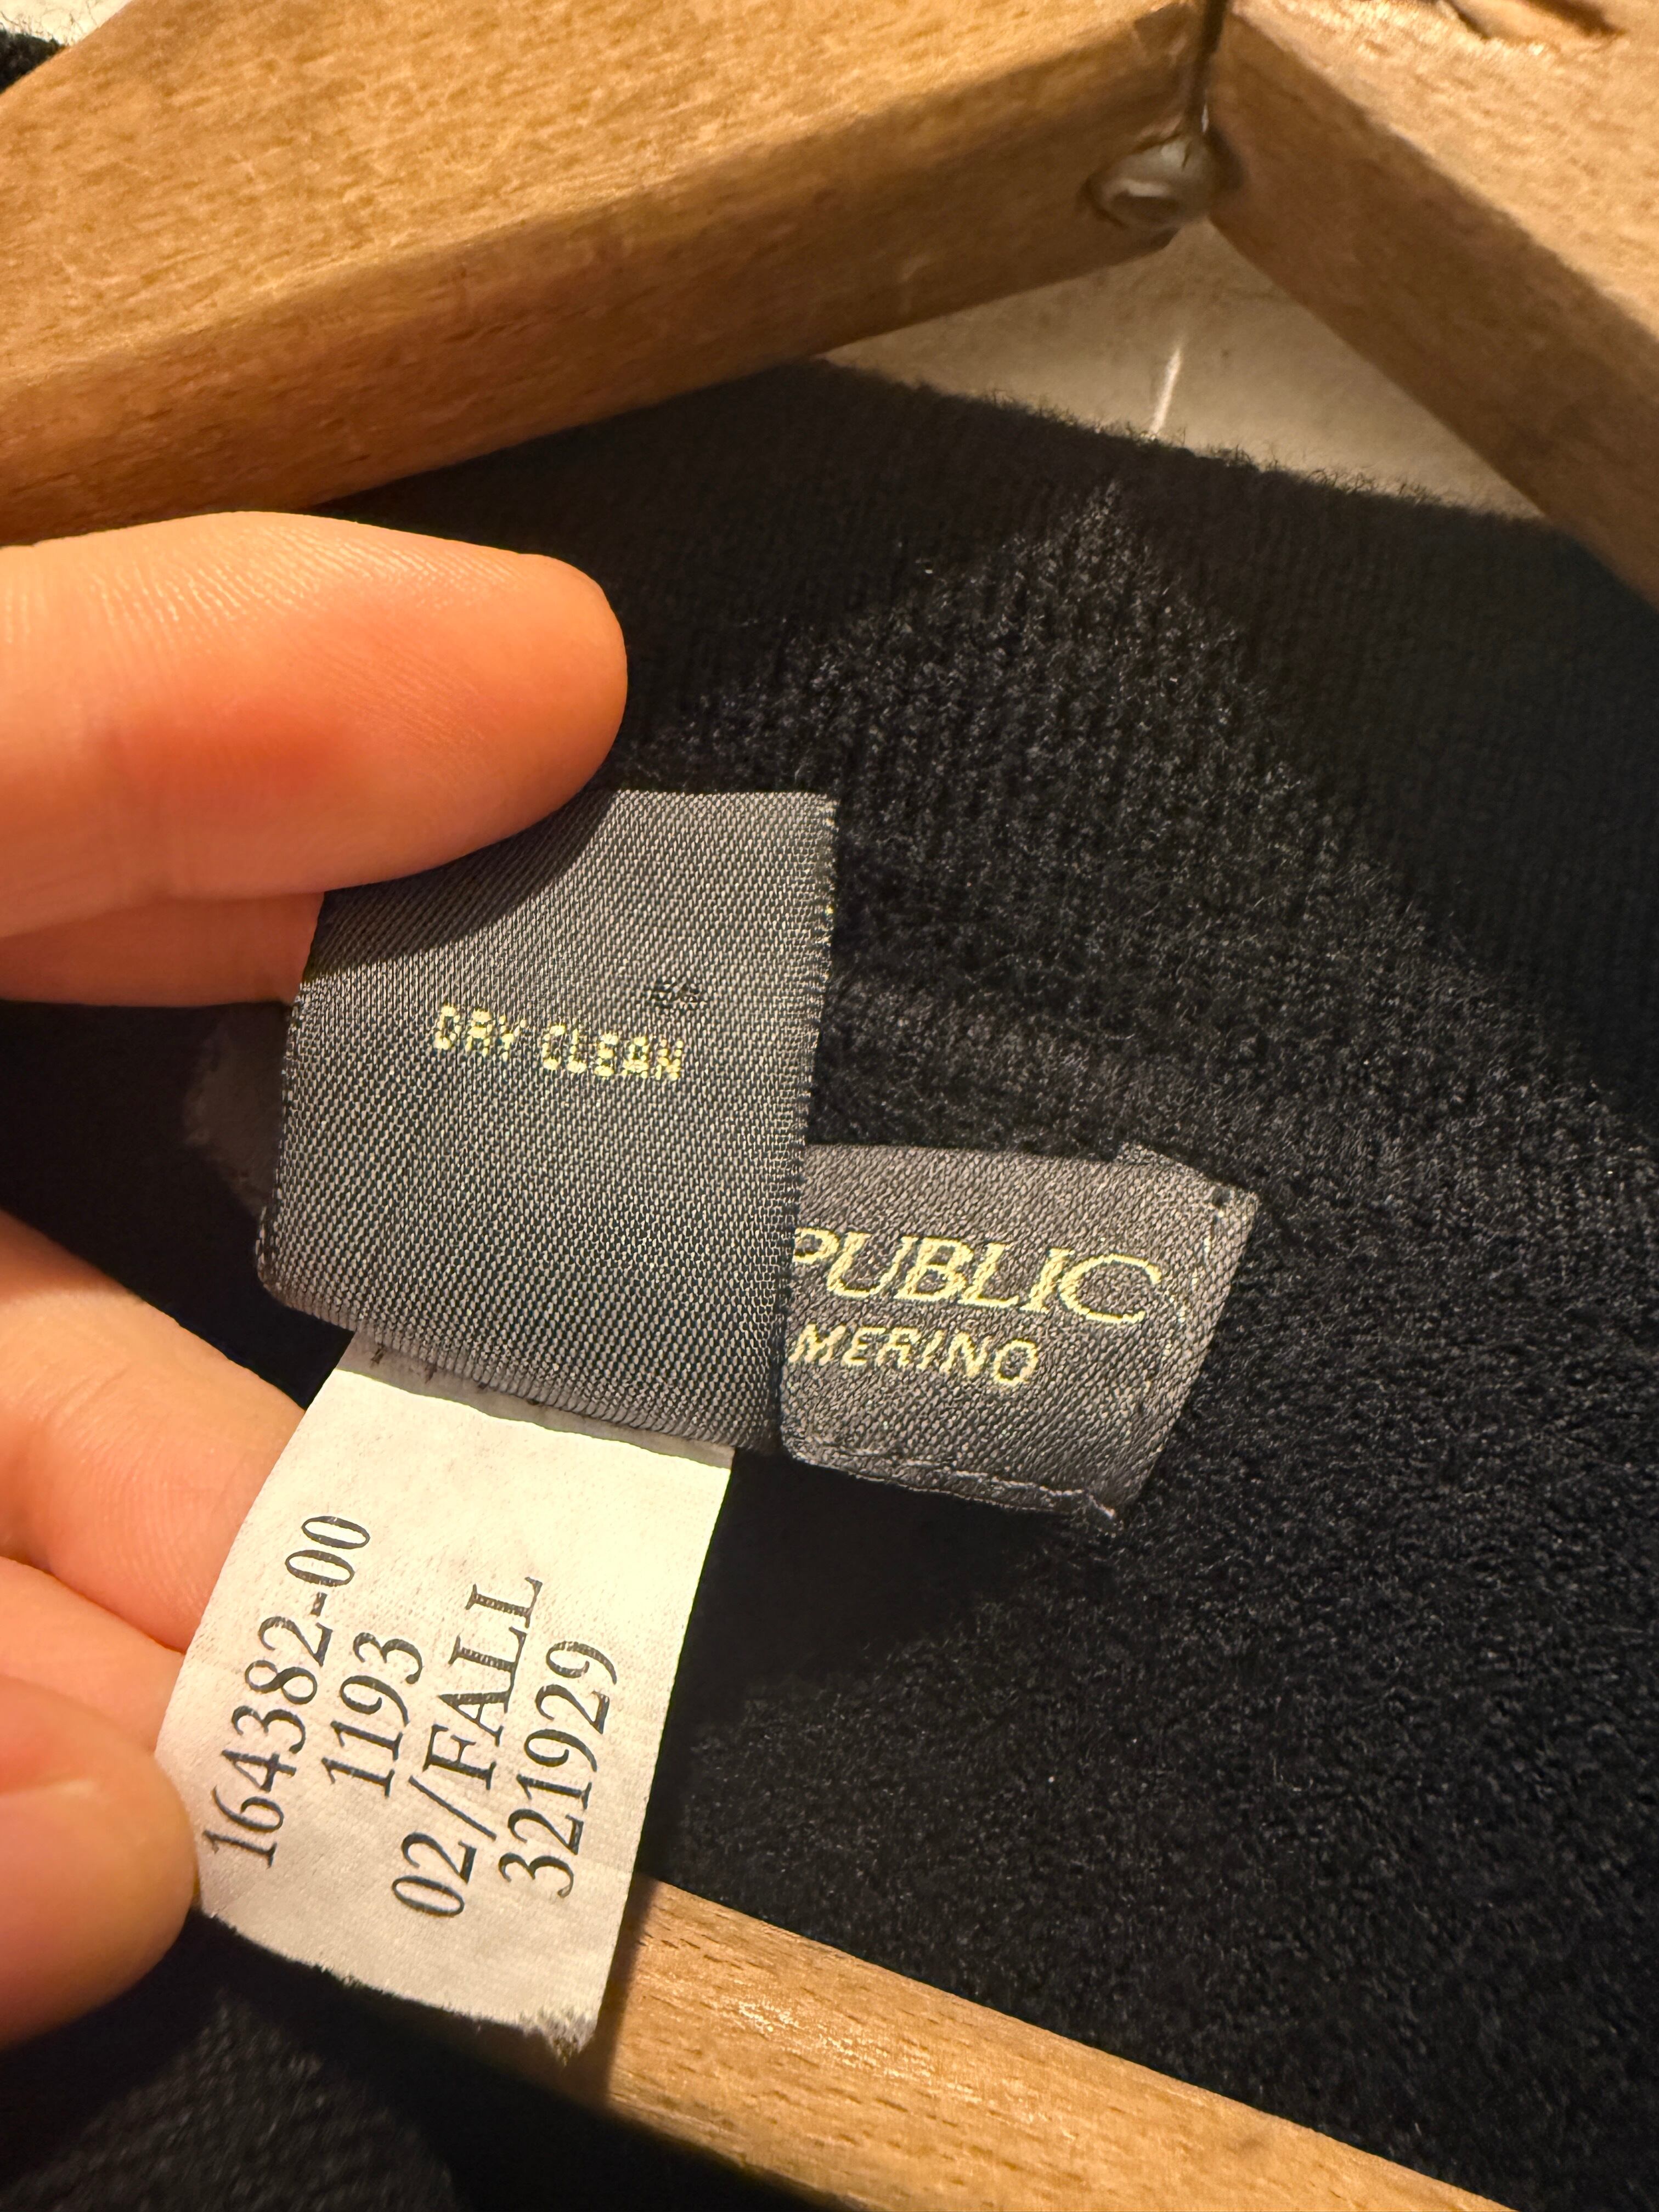 DRY CLEAN
PUBLIC
MERINO
164382-00
1193
02/FALL
321929